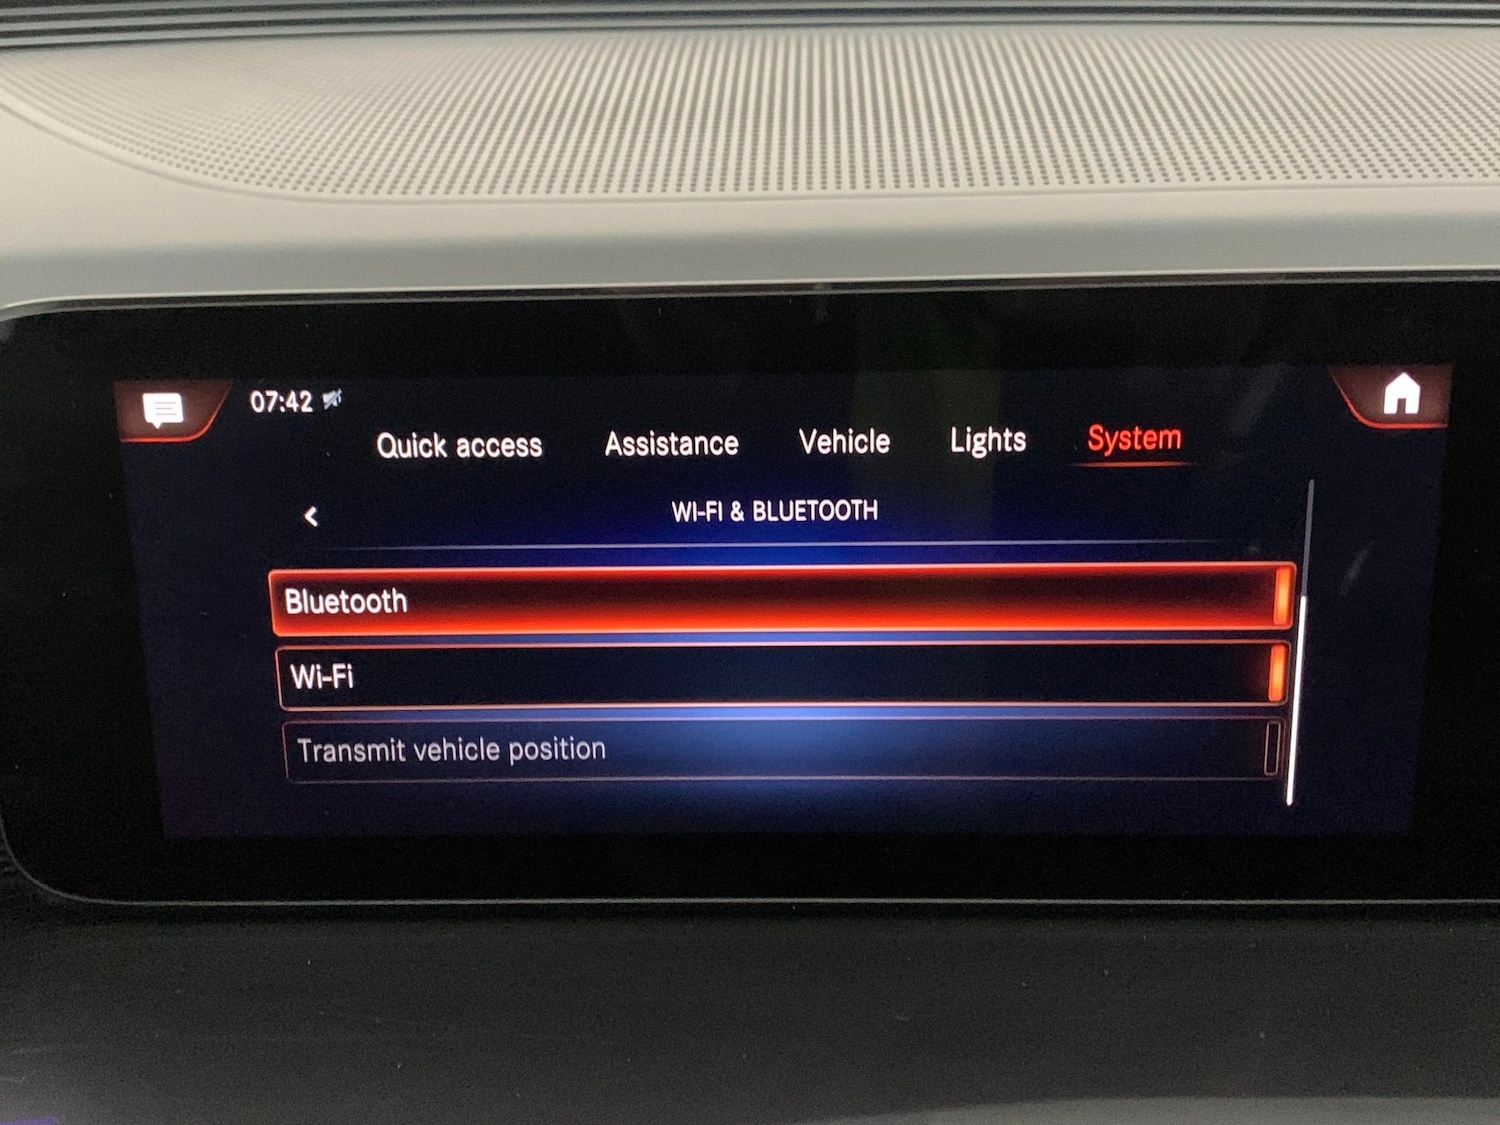 07:42
Quick access Assistance Vehicle Lights System
WI-FI & BLUETOOTH
Bluetooth
Wi-Fi
Transmit vehicle position